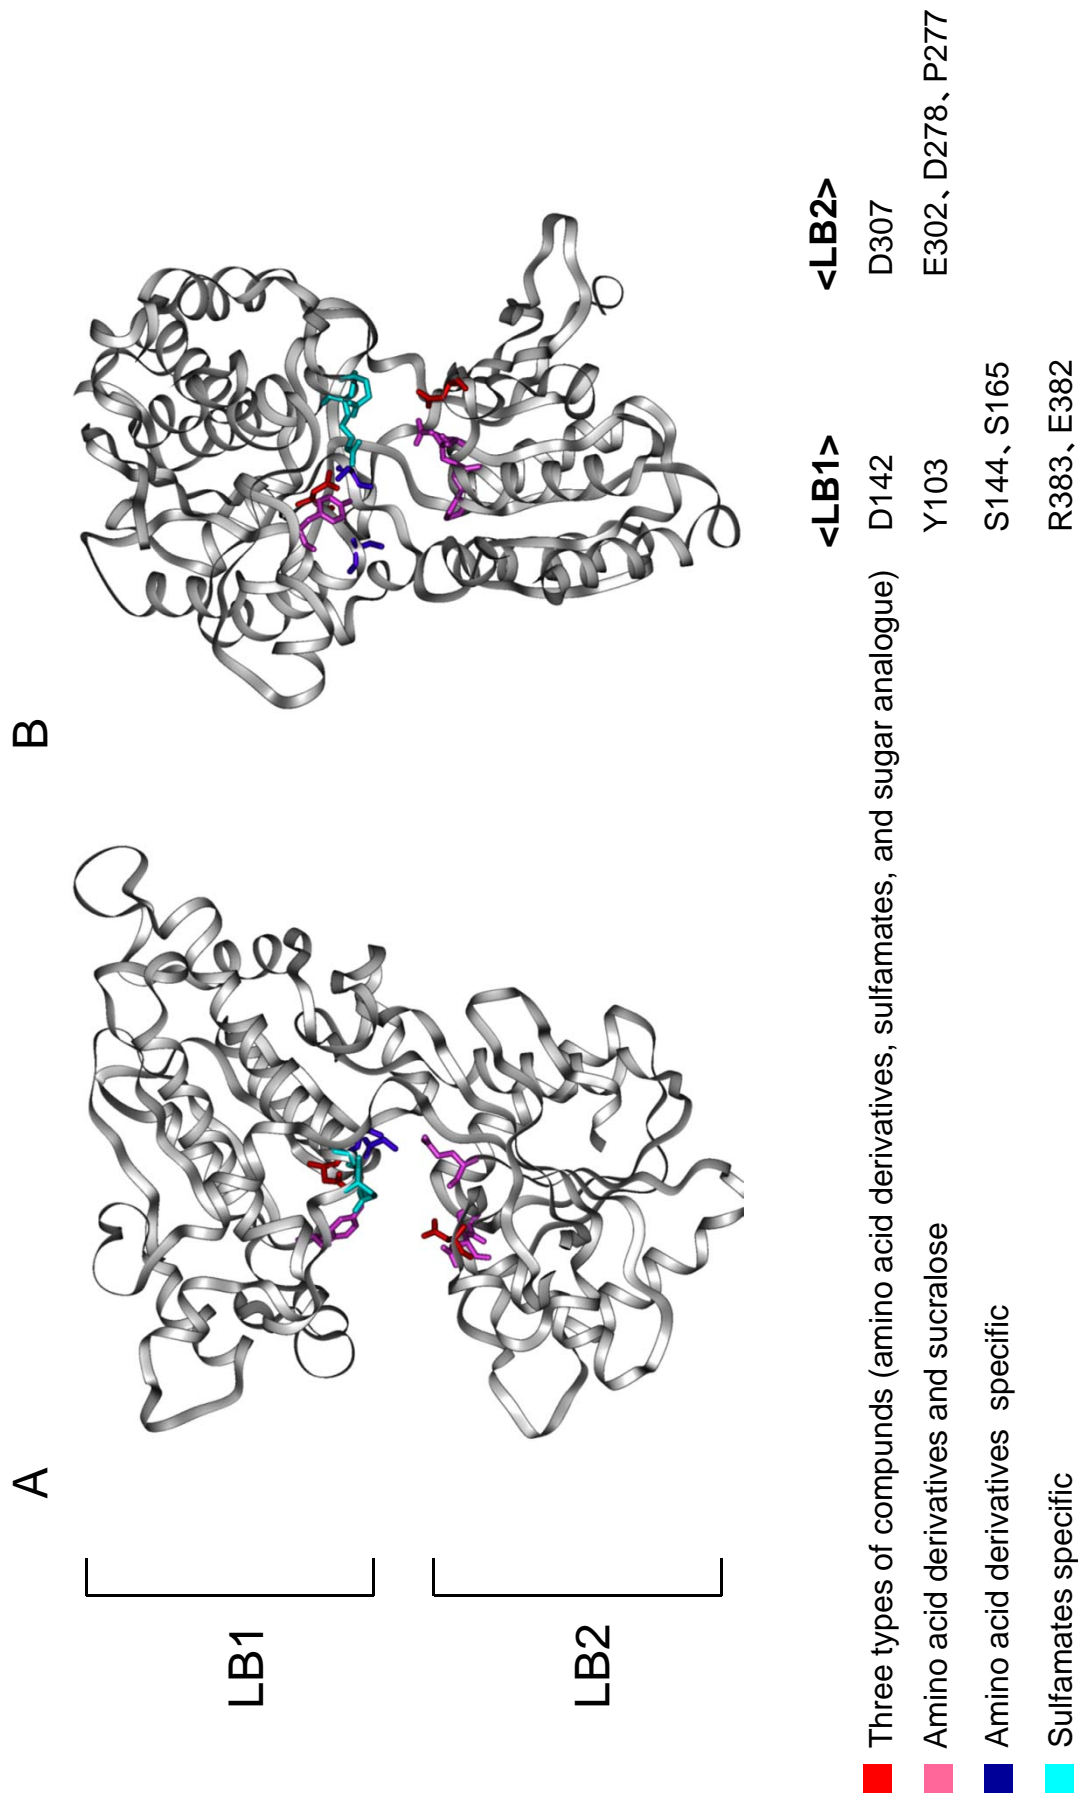 A
B
LB1
LB2
<LB1>
<LB2>
Three types of compunds (amino acid derivatives, sulfamates, and sugar analogue) D142 D307
Amino acid derivatives and sucralose Y103 E302、D278、P277
Amino acid derivatives specific S144、S165
Sulfamates specific R383、E382